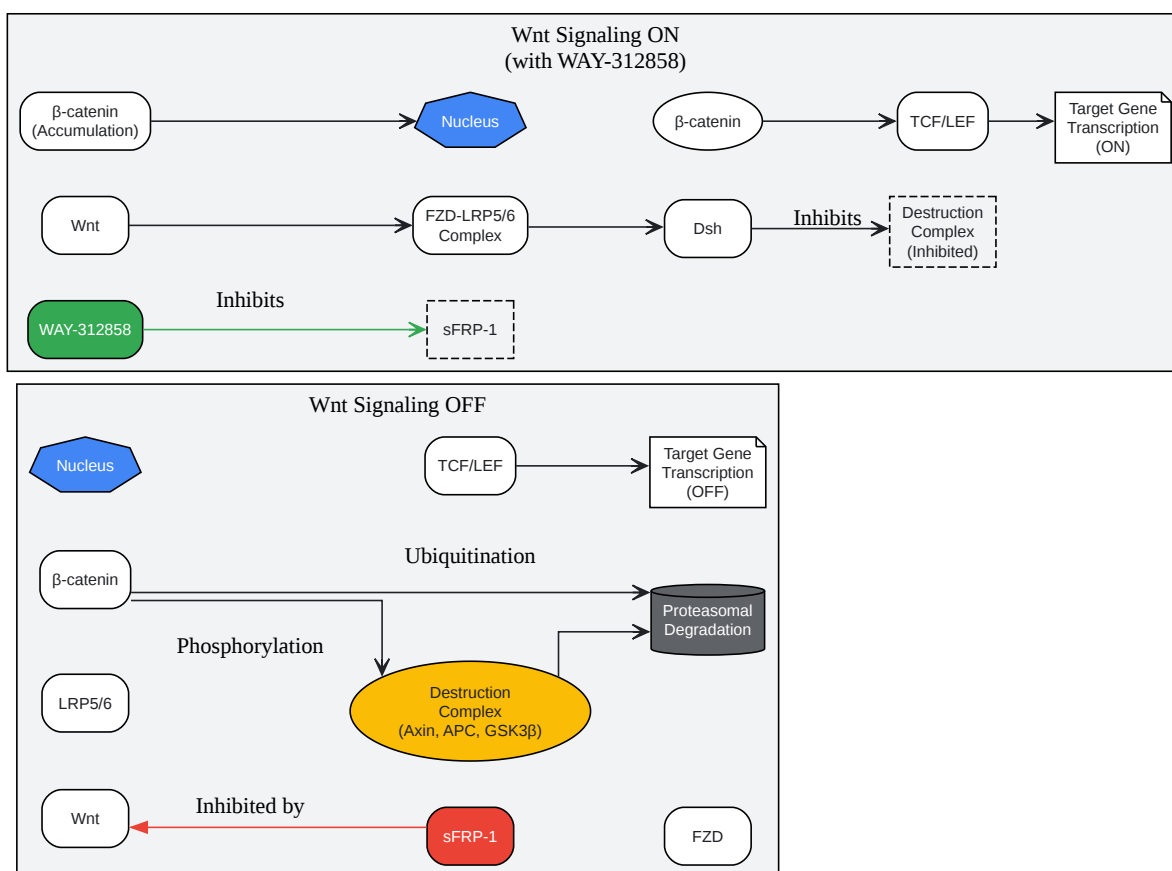 Wnt Signaling ON
(with WAY-312858)
β-catenin
(Accumulation)
Nucleus
β-catenin
TCF/LEF
Target Gene
Transcription
(ON)
Wnt
FZD-LRP5/6
Complex
Dsh
Inhibits
Destruction
Complex
(Inhibited)
WAY-312858
Inhibits
sFRP-1
Wnt Signaling OFF
Nucleus
TCF/LEF
Target Gene
Transcription
(OFF)
β-catenin
Ubiquitination
Proteasomal
Degradation
Phosphorylation
LRP5/6
Destruction
Complex
(Axin, APC, GSK3β)
Wnt
Inhibited by
sFRP-1
FZD